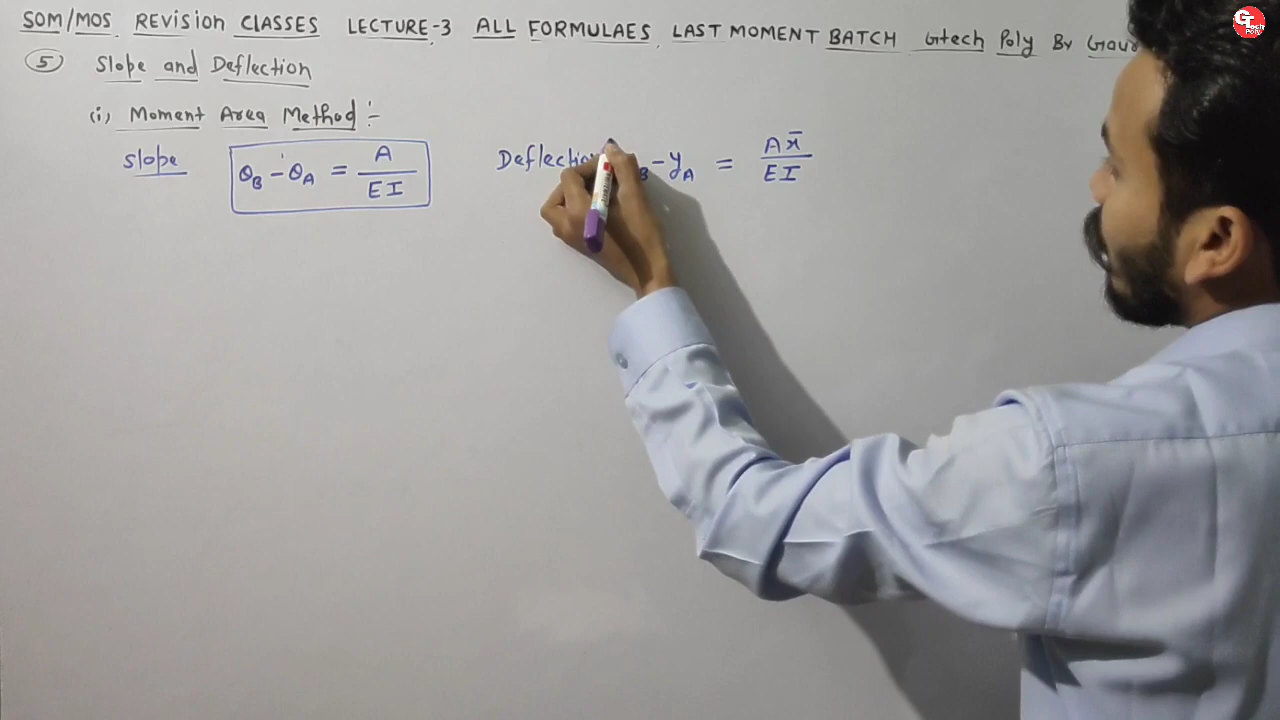 SOM/MOS REVISION CLASSES LECTURE-3 ALL FORMULAES, LAST MOMENT BATCH Gtech Poly By
5 Slope and Deflection
(i) Moment Area Method :-
Slope θB - θA = A / EI Deflection B - yA = A x̄ / EI